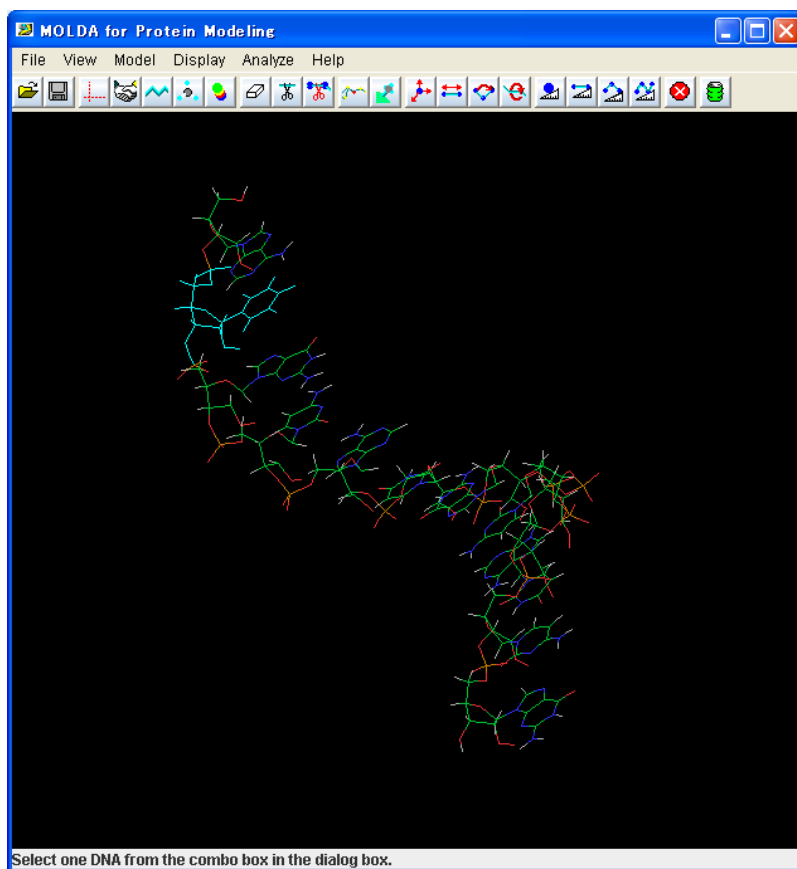 MOLDA for Protein Modeling
File View Model Display Analyze Help
Select one DNA from the combo box in the dialog box.